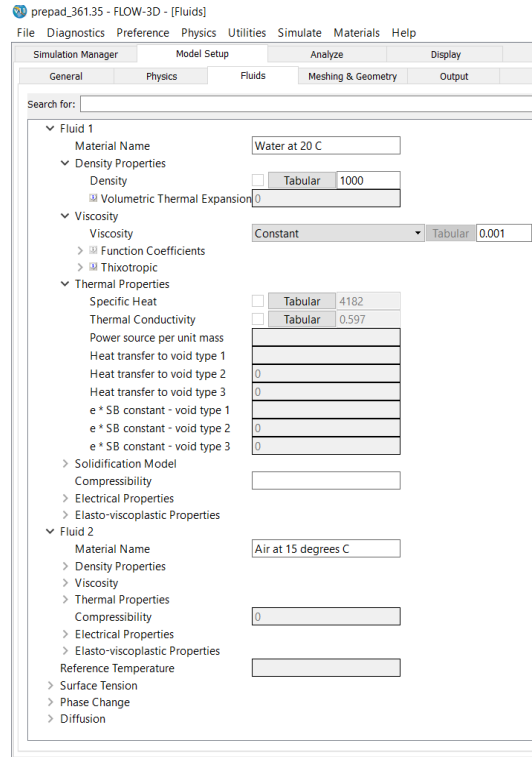 prepad_361.35 - FLOW-3D - [Fluids]
File Diagnostics Preference Physics Utilities Simulate Materials Help
Simulation Manager Model Setup Analyze Display
General Physics Fluids Meshing & Geometry Output
Search for:
Fluid 1
Material Name Water at 20 C
Density Properties
Density Tabular 1000
Volumetric Thermal Expansion 0
Viscosity
Viscosity Constant Tabular 0.001
Function Coefficients
Thixotropic
Thermal Properties
Specific Heat Tabular 4182
Thermal Conductivity Tabular 0.597
Power source per unit mass
Heat transfer to void type 1
Heat transfer to void type 2 0
Heat transfer to void type 3 0
e * SB constant - void type 1
e * SB constant - void type 2 0
e * SB constant - void type 3 0
Solidification Model
Compressibility
Electrical Properties
Elasto-viscoplastic Properties
Fluid 2
Material Name Air at 15 degrees C
Density Properties
Viscosity
Thermal Properties
Compressibility 0
Electrical Properties
Elasto-viscoplastic Properties
Reference Temperature
Surface Tension
Phase Change
Diffusion